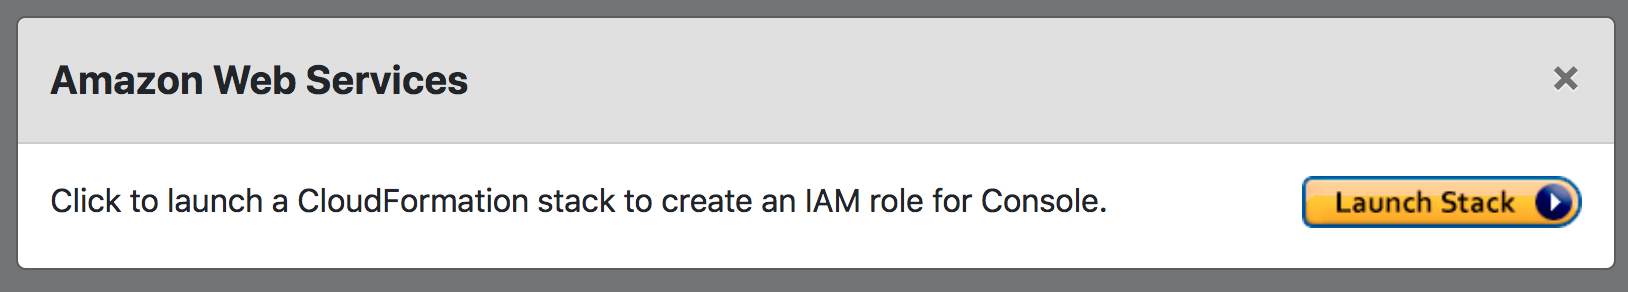 Amazon Web Services
Click to launch a CloudFormation stack to create an IAM role for Console.
Launch Stack